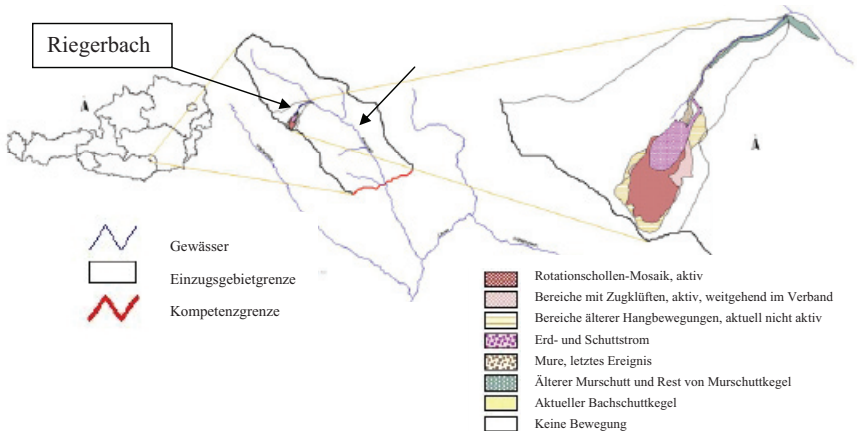 Riegerbach
Gewässer
Einzugsgebietgrenze
Kompetenzgrenze
Rotationschollen-Mosaik, aktiv
Bereiche mit Zugklüften, aktiv, weitgehend im Verband
Bereiche älterer Hangbewegungen, aktuell nicht aktiv
Erd- und Schuttstrom
Mure, letztes Ereignis
Älterer Murschutt und Rest von Murschuttkegel
Aktueller Bachschuttkegel
Keine Bewegung